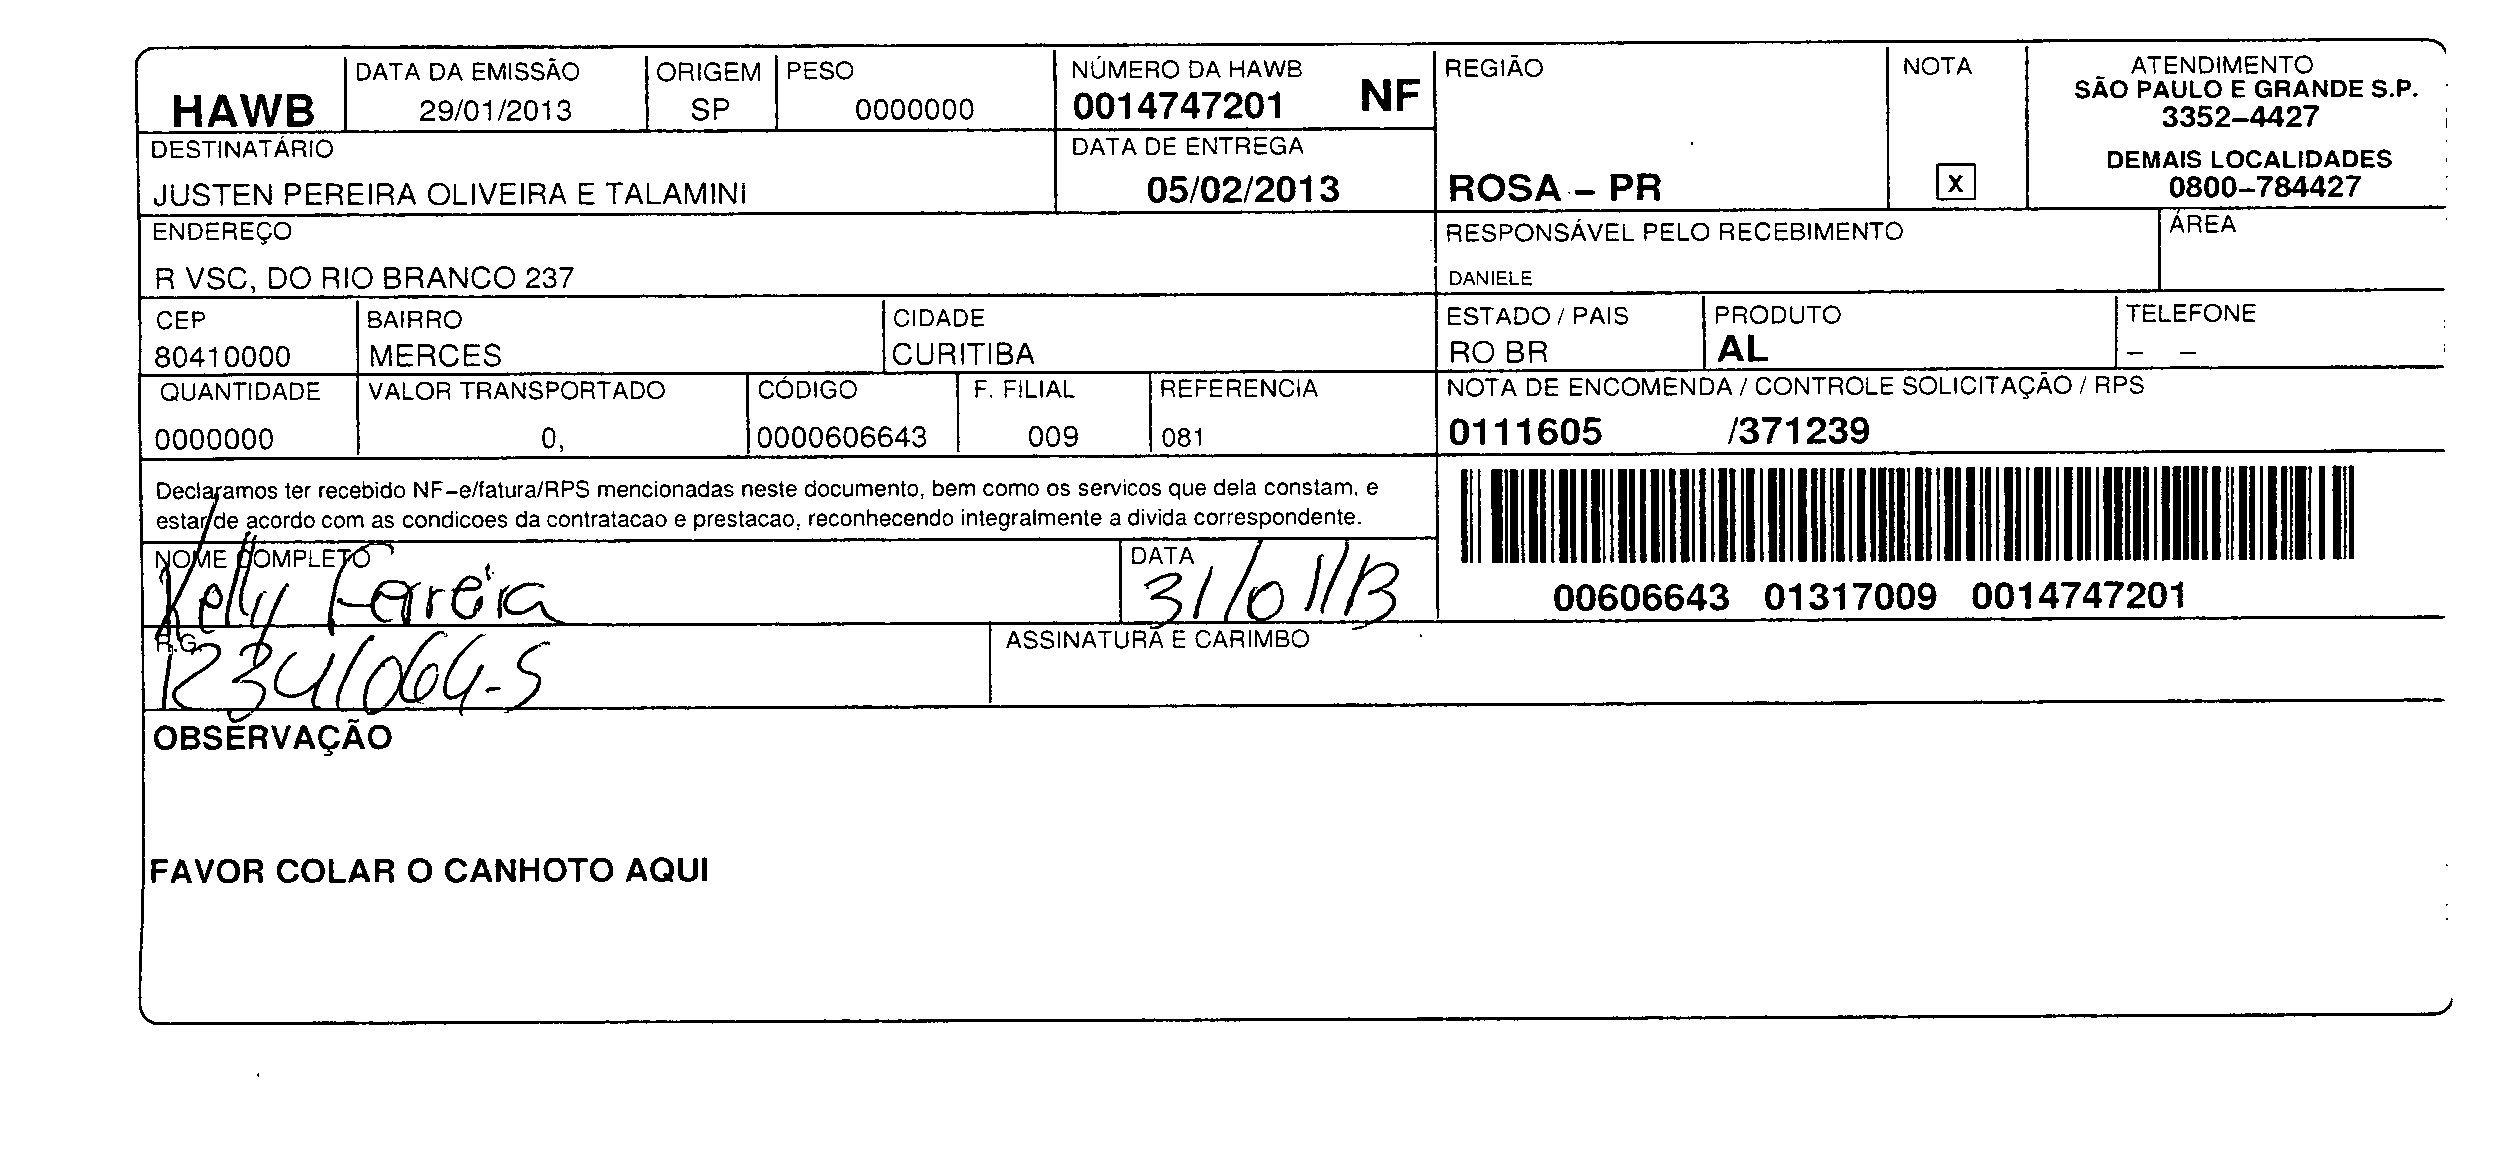 HAWB
DATA DA EMISSÃO
29/01/2013
ORIGEM
SP
PESO
0000000
NÚMERO DA HAWB
0014747201 NF
REGIÃO
ROSA - PR
NOTA
X
ATENDIMENTO
SÃO PAULO E GRANDE S.P.
3352-4427
DEMAIS LOCALIDADES
0800-784427
DESTINATÁRIO
JUSTEN PEREIRA OLIVEIRA E TALAMINI
DATA DE ENTREGA
05/02/2013
ENDEREÇO
R VSC, DO RIO BRANCO 237
RESPONSÁVEL PELO RECEBIMENTO
DANIELE
ÁREA
CEP
80410000
BAIRRO
MERCES
CIDADE
CURITIBA
ESTADO / PAIS
RO BR
PRODUTO
AL
TELEFONE
- -
QUANTIDADE
0000000
VALOR TRANSPORTADO
0,
CÓDIGO
0000606643
F. FILIAL
009
REFERENCIA
081
NOTA DE ENCOMENDA / CONTROLE SOLICITAÇÃO / RPS
0111605 /371239
Declaramos ter recebido NF-e/fatura/RPS mencionadas neste documento, bem como os servicos que dela constam, e
estar de acordo com as condicoes da contratacao e prestacao, reconhecendo integralmente a divida correspondente.
00606643 01317009 0014747201
NOME COMPLETO
Kelly Ferreira
DATA
31/01/13
R.G.
12341064-5
ASSINATURA E CARIMBO
OBSERVAÇÃO
FAVOR COLAR O CANHOTO AQUI